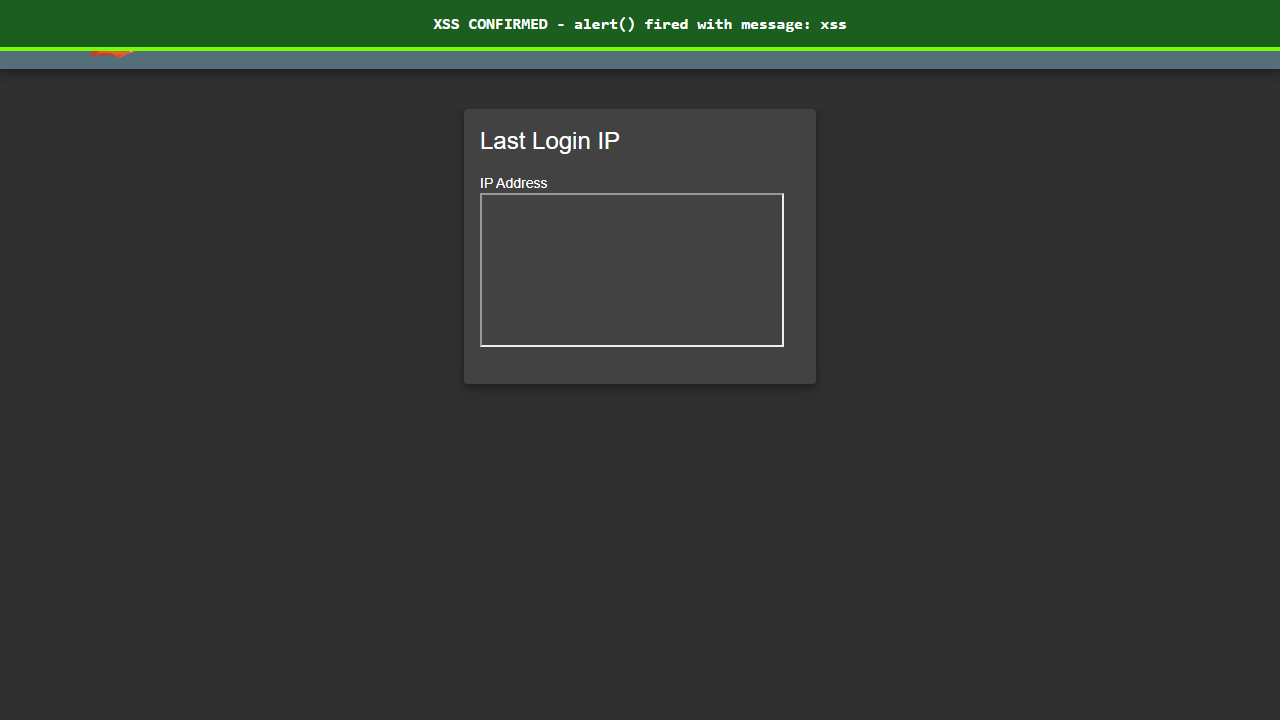 XSS CONFIRMED - alert() fired with message: xss
Last Login IP
IP Address